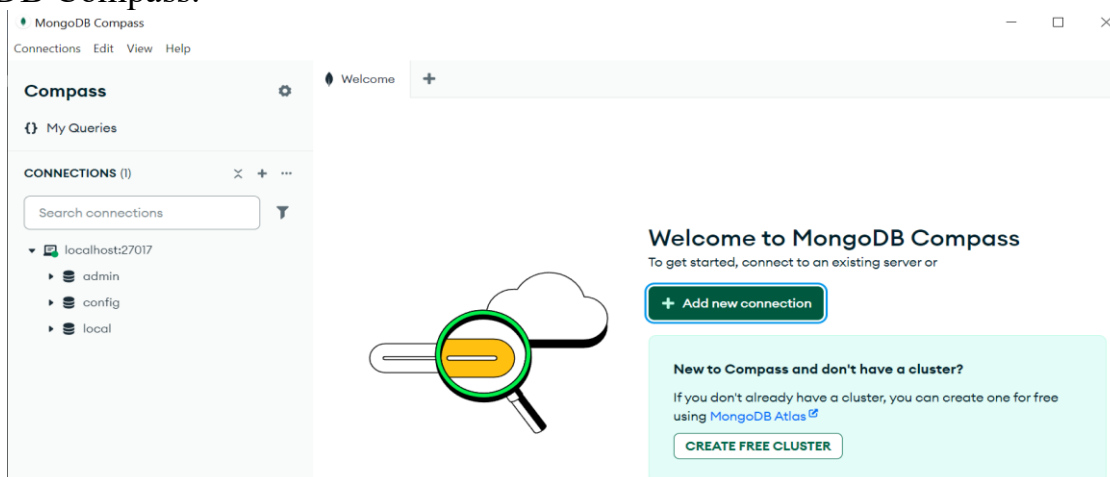 DB Compass.
MongoDB Compass
Connections Edit View Help
Compass
{} My Queries
CONNECTIONS (1)
Search connections
localhost:27017
admin
config
local
Welcome
Welcome to MongoDB Compass
To get started, connect to an existing server or
+ Add new connection
New to Compass and don't have a cluster?
If you don't already have a cluster, you can create one for free
using MongoDB Atlas
CREATE FREE CLUSTER